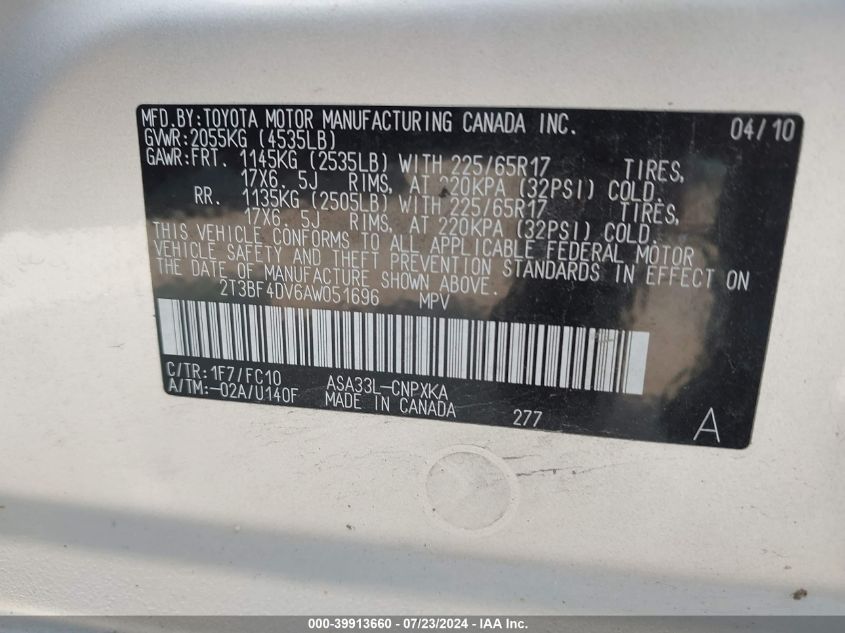 MFD.BY:TOYOTA MOTOR MANUFACTURING CANADA INC. 04/10
GVWR:2055KG (4535LB)
GAWR:FRT. 1145KG (2535LB) WITH 225/65R17 TIRES,
17X6. 5J RIMS, AT 220KPA (32PSI) COLD.
RR. 1135KG (2505LB) WITH 225/65R17 TIRES,
17X6. 5J RIMS, AT 220KPA (32PSI) COLD.
THIS VEHICLE CONFORMS TO ALL APPLICABLE FEDERAL MOTOR
VEHICLE SAFETY AND THEFT PREVENTION STANDARDS IN EFFECT ON
THE DATE OF MANUFACTURE SHOWN ABOVE.
2T3BF4DV6AW051696 MPV
C/TR:1F7/FC10 ASA33L-CNPXKA
A/TM:-02A/U140F MADE IN CANADA 277 A
000-39913660 - 07/23/2024 - IAA Inc.